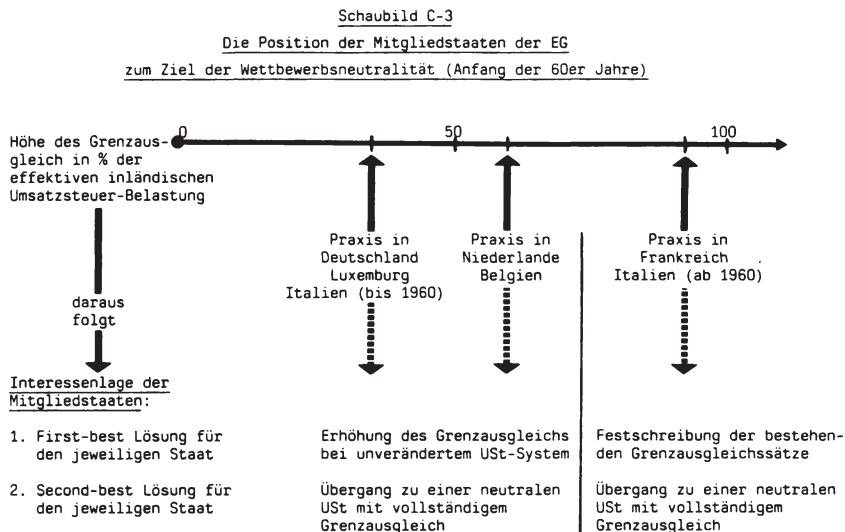 Schaubild C-3
Die Position der Mitgliedstaaten der EG
zum Ziel der Wettbewerbsneutralität (Anfang der 60er Jahre)
0 50 100
Höhe des Grenzaus-
gleich in % der
effektiven inländischen
Umsatzsteuer-Belastung
Praxis in
Deutschland
Luxemburg
Italien (bis 1960)
Praxis in
Niederlande
Belgien
Praxis in
Frankreich
Italien (ab 1960)
daraus
folgt
Interessenlage der
Mitgliedstaaten:
1. First-best Lösung für
den jeweiligen Staat
Erhöhung des Grenzausgleichs
bei unverändertem USt-System
Festschreibung der bestehen-
den Grenzausgleichssätze
2. Second-best Lösung für
den jeweiligen Staat
Übergang zu einer neutralen
USt mit vollständigem
Grenzausgleich
Übergang zu einer neutralen
USt mit vollständigem
Grenzausgleich